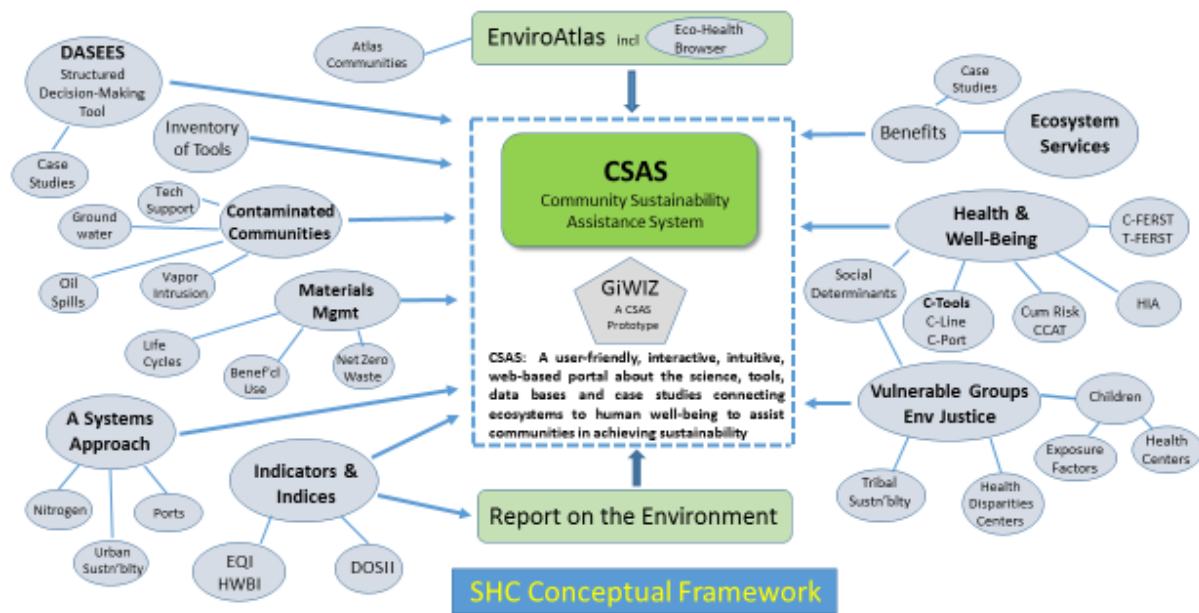 EnviroAtlas incl
Eco-Health
Browser
Atlas
Communities
DASEES
Structured
Decision-Making
Tool
Case
Studies
Inventory
of Tools
Tech
Support
Ground
water
Contaminated
Communities
Oil
Spills
Vapor
Intrusion
Materials
Mgmt
Life
Cycles
Benef'cl
Use
Net Zero
Waste
A Systems
Approach
Nitrogen
Urban
Sustn'blty
Ports
Indicators &
Indices
EQI
HWBI
DOSII
CSAS
Community Sustainability
Assistance System
GiWIZ
A CSAS
Prototype
CSAS: A user-friendly, interactive, intuitive,
web-based portal about the science, tools,
data bases and case studies connecting
ecosystems to human well-being to assist
communities in achieving sustainability
Report on the Environment
SHC Conceptual Framework
Case
Studies
Benefits
Ecosystem
Services
Health &
Well-Being
C-FERST
T-FERST
Social
Determinants
C-Tools
C-Line
C-Port
Cum Risk
CCAT
HIA
Vulnerable Groups
Env Justice
Children
Exposure
Factors
Health
Centers
Tribal
Sustn'blty
Health
Disparities
Centers